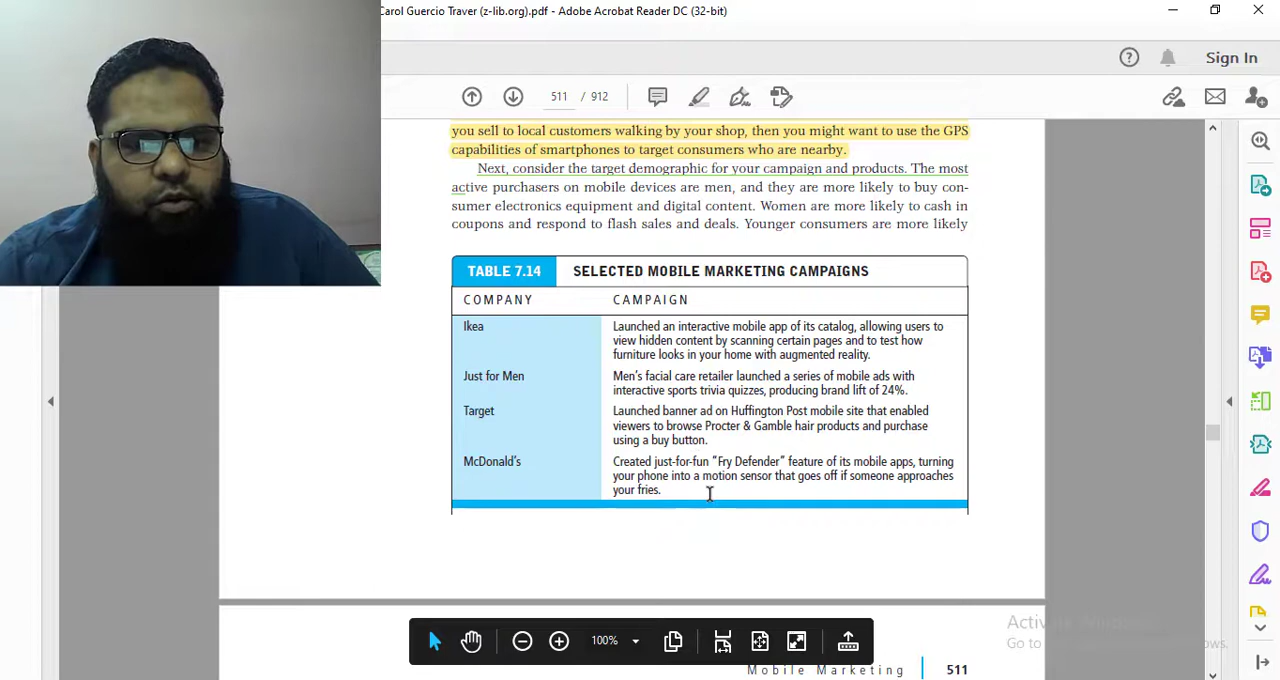 Carol Guercio Traver (z-lib.org).pdf - Adobe Acrobat Reader DC (32-bit)
Sign In
511 / 912
you sell to local customers walking by your shop, then you might want to use the GPS
capabilities of smartphones to target consumers who are nearby.
Next, consider the target demographic for your campaign and products. The most
active purchasers on mobile devices are men, and they are more likely to buy con-
sumer electronics equipment and digital content. Women are more likely to cash in
coupons and respond to flash sales and deals. Younger consumers are more likely
TABLE 7.14 SELECTED MOBILE MARKETING CAMPAIGNS
COMPANY CAMPAIGN
Ikea Launched an interactive mobile app of its catalog, allowing users to
view hidden content by scanning certain pages and to test how
furniture looks in your home with augmented reality.
Just for Men Men's facial care retailer launched a series of mobile ads with
interactive sports trivia quizzes, producing brand lift of 24%.
Target Launched banner ad on Huffington Post mobile site that enabled
viewers to browse Procter & Gamble hair products and purchase
using a buy button.
McDonald's Created just-for-fun "Fry Defender" feature of its mobile apps, turning
your phone into a motion sensor that goes off if someone approaches
your fries.
100%
Mobile Marketing 511